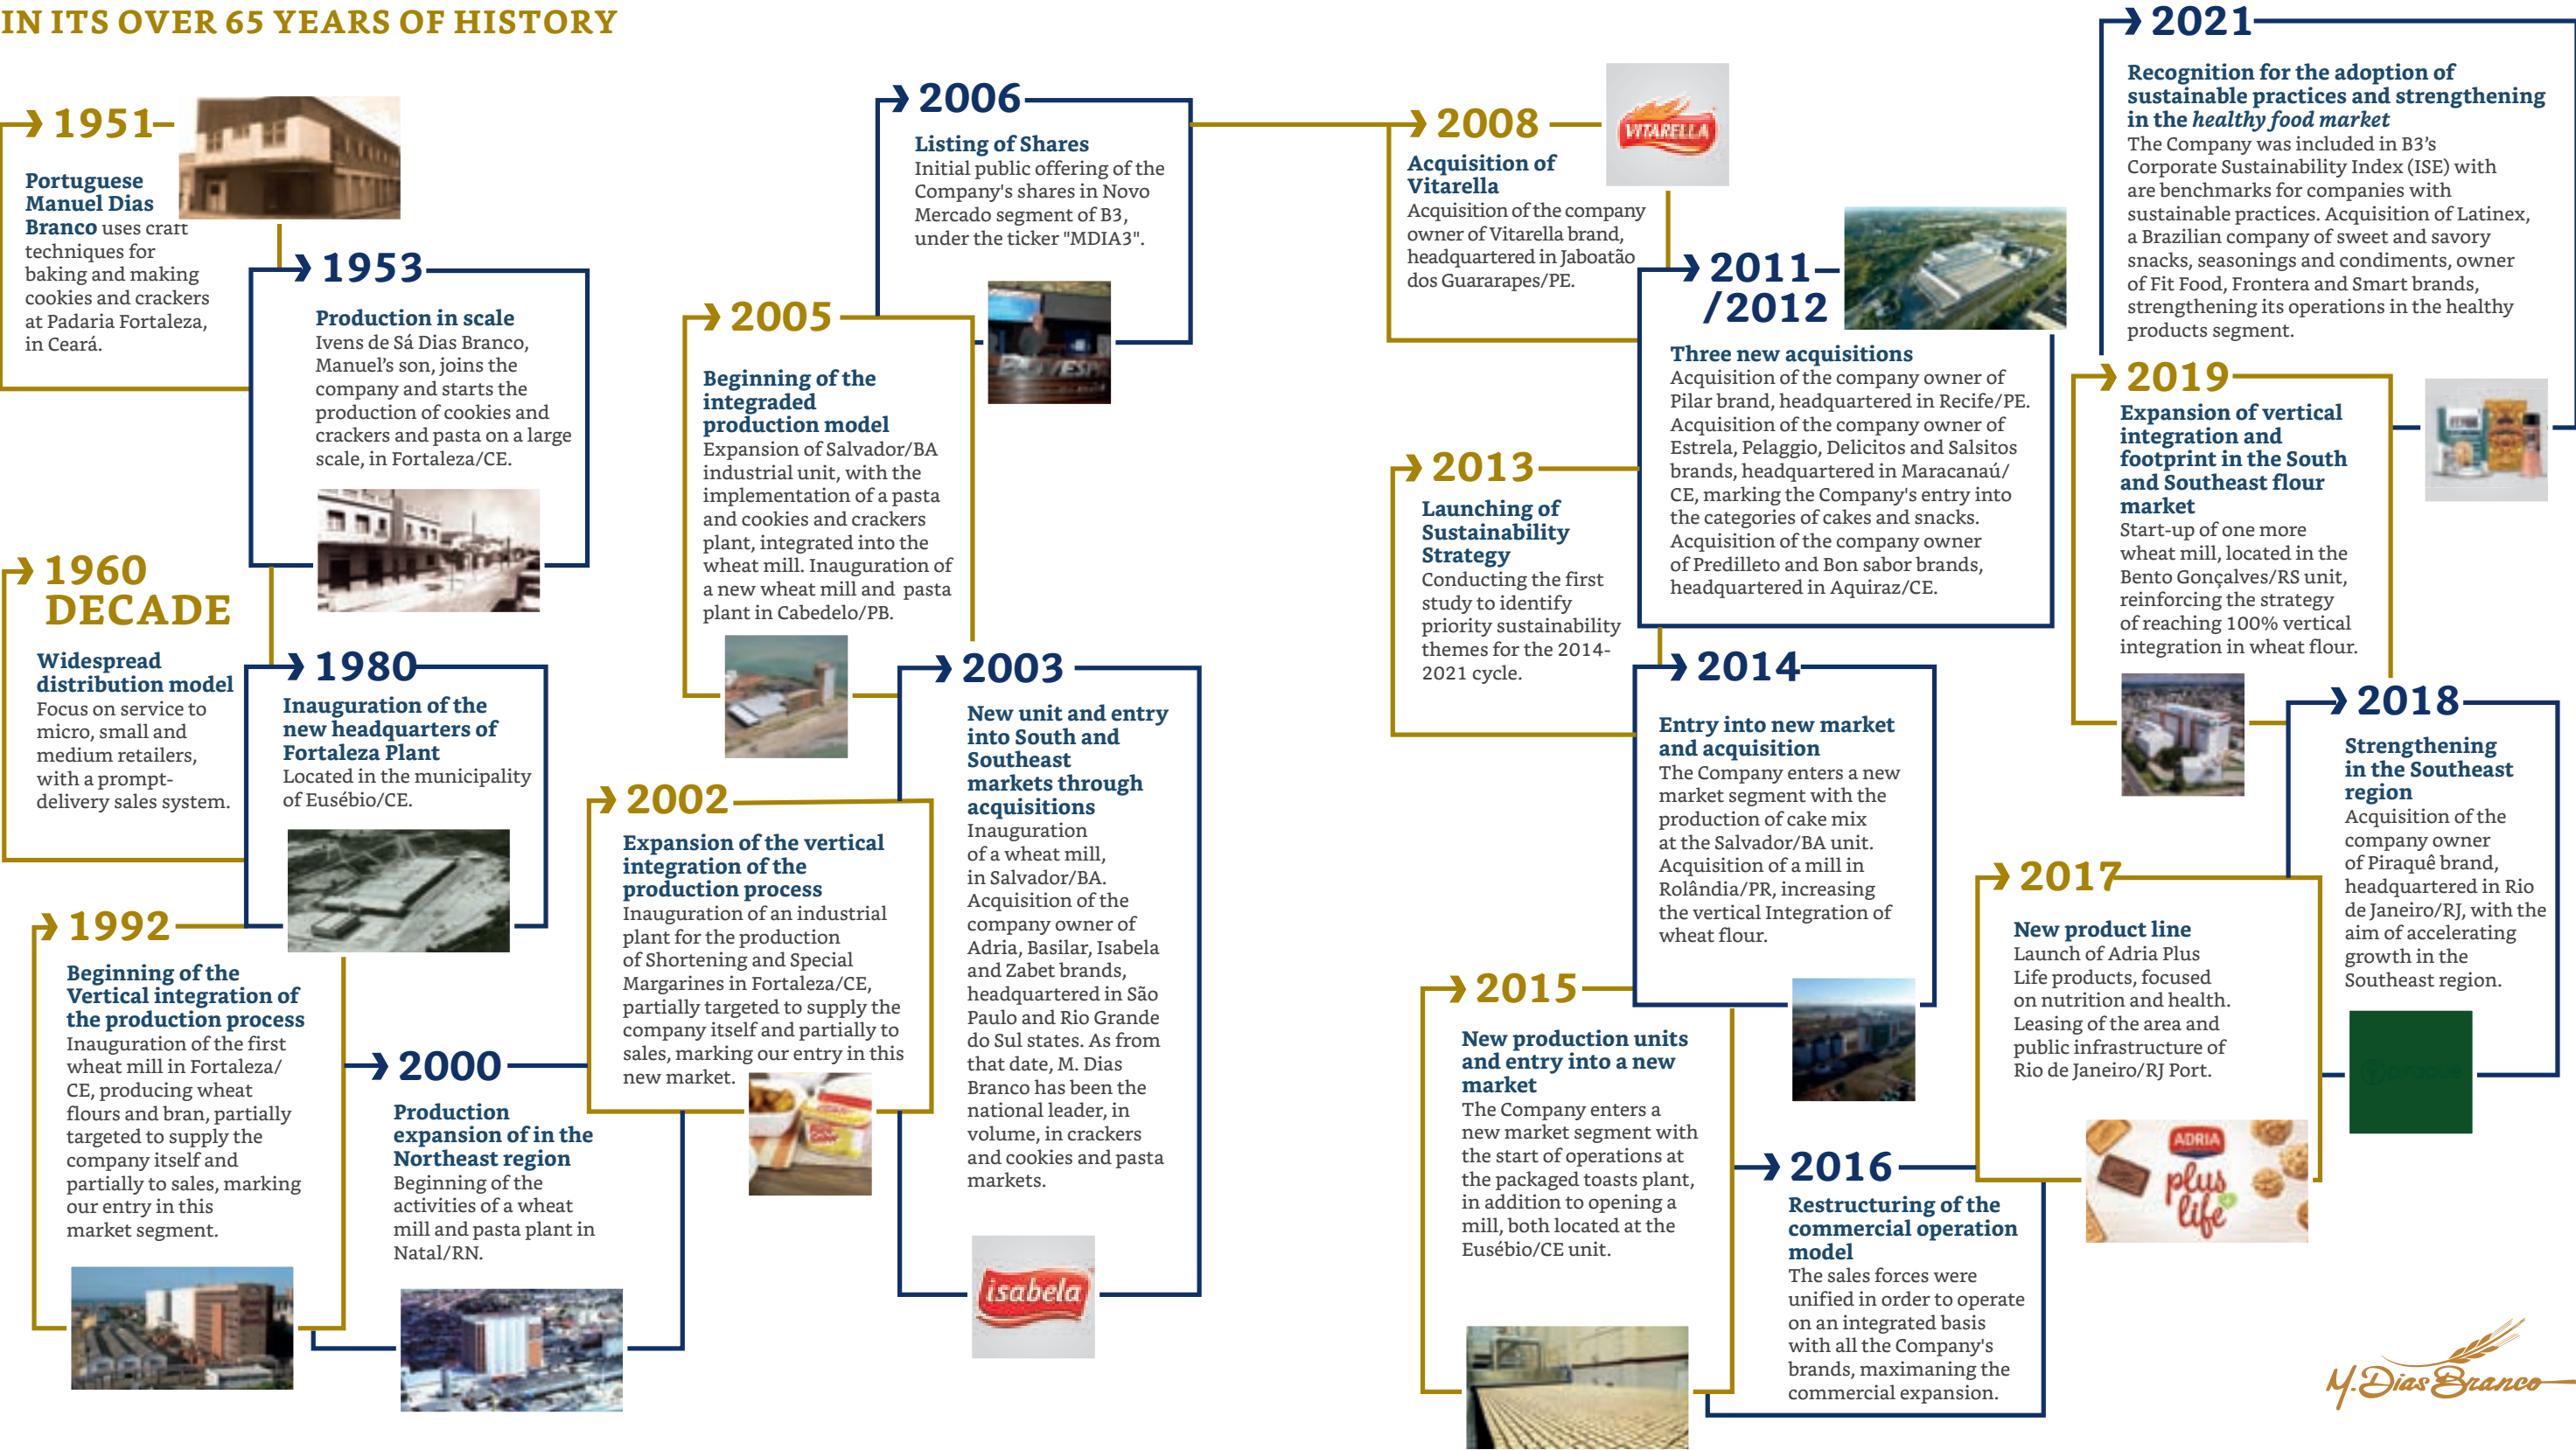 IN ITS OVER 65 YEARS OF HISTORY
1951
Portuguese
Manuel Dias
Branco uses craft
techniques for
baking and making
cookies and crackers
at Padaria Fortaleza,
in Ceará.
1953
Production in scale
Ivens de Sá Dias Branco,
Manuel's son, joins the
company and starts the
production of cookies and
crackers and pasta on a large
scale, in Fortaleza/CE.
1960
DECADE
Widespread
distribution model
Focus on service to
micro, small and
medium retailers,
with a prompt-
delivery sales system.
1980
Inauguration of the
new headquarters of
Fortaleza Plant
Located in the municipality
of Eusébio/CE.
1992
Beginning of the
Vertical integration of
the production process
Inauguration of the first
wheat mill in Fortaleza/
CE, producing wheat
flours and bran, partially
targeted to supply the
company itself and
partially to sales, marking
our entry in this
market segment.
2000
Production
expansion of in the
Northeast region
Beginning of the
activities of a wheat
mill and pasta plant in
Natal/RN.
2002
Expansion of the vertical
integration of the
production process
Inauguration of an industrial
plant for the production
of Shortening and Special
Margarines in Fortaleza/CE,
partially targeted to supply the
company itself and partially to
sales, marking our entry in this
new market.
2003
New unit and entry
into South and
Southeast
markets through
acquisitions
Inauguration
of a wheat mill,
in Salvador/BA.
Acquisition of the
company owner of
Adria, Basilar, Isabela
and Zabet brands,
headquartered in São
Paulo and Rio Grande
do Sul states. As from
that date, M. Dias
Branco has been the
national leader, in
volume, in crackers
and cookies and pasta
markets.
isabela
2005
Beginning of the
integraded
production model
Expansion of Salvador/BA
industrial unit, with the
implementation of a pasta
and cookies and crackers
plant, integrated into the
wheat mill. Inauguration of
a new wheat mill and pasta
plant in Cabedelo/PB.
2006
Listing of Shares
Initial public offering of the
Company's shares in Novo
Mercado segment of B3,
under the ticker "MDIA3".
2008
VITARELLA
Acquisition of
Vitarella
Acquisition of the company
owner of Vitarella brand,
headquartered in Jaboatão
dos Guararapes/PE.
2011
/2012
Three new acquisitions
Acquisition of the company owner of
Pilar brand, headquartered in Recife/PE.
Acquisition of the company owner of
Estrela, Pelaggio, Delicitos and Salsitos
brands, headquartered in Maracanaú/
CE, marking the Company's entry into
the categories of cakes and snacks.
Acquisition of the company owner
of Predilleto and Bon sabor brands,
headquartered in Aquiraz/CE.
2013
Launching of
Sustainability
Strategy
Conducting the first
study to identify
priority sustainability
themes for the 2014-
2021 cycle.
2014
Entry into new market
and acquisition
The Company enters a new
market segment with the
production of cake mix
at the Salvador/BA unit.
Acquisition of a mill in
Rolândia/PR, increasing
the vertical Integration of
wheat flour.
2015
New production units
and entry into a new
market
The Company enters a
new market segment with
the start of operations at
the packaged toasts plant,
in addition to opening a
mill, both located at the
Eusébio/CE unit.
2016
Restructuring of the
commercial operation
model
The sales forces were
unified in order to operate
on an integrated basis
with all the Company's
brands, maximaning the
commercial expansion.
2017
New product line
Launch of Adria Plus
Life products, focused
on nutrition and health.
Leasing of the area and
public infrastructure of
Rio de Janeiro/RJ Port.
ADRIA
plus
life
2018
Strengthening
in the Southeast
region
Acquisition of the
company owner
of Piraquê brand,
headquartered in Rio
de Janeiro/RJ, with the
aim of accelerating
growth in the
Southeast region.
2019
Expansion of vertical
integration and
footprint in the South
and Southeast flour
market
Start-up of one more
wheat mill, located in the
Bento Gonçalves/RS unit,
reinforcing the strategy
of reaching 100% vertical
integration in wheat flour.
2021
Recognition for the adoption of
sustainable practices and strengthening
in the healthy food market
The Company was included in B3's
Corporate Sustainability Index (ISE) with
are benchmarks for companies with
sustainable practices. Acquisition of Latinex,
a Brazilian company of sweet and savory
snacks, seasonings and condiments, owner
of Fit Food, Frontera and Smart brands,
strengthening its operations in the healthy
products segment.
M. Dias Branco